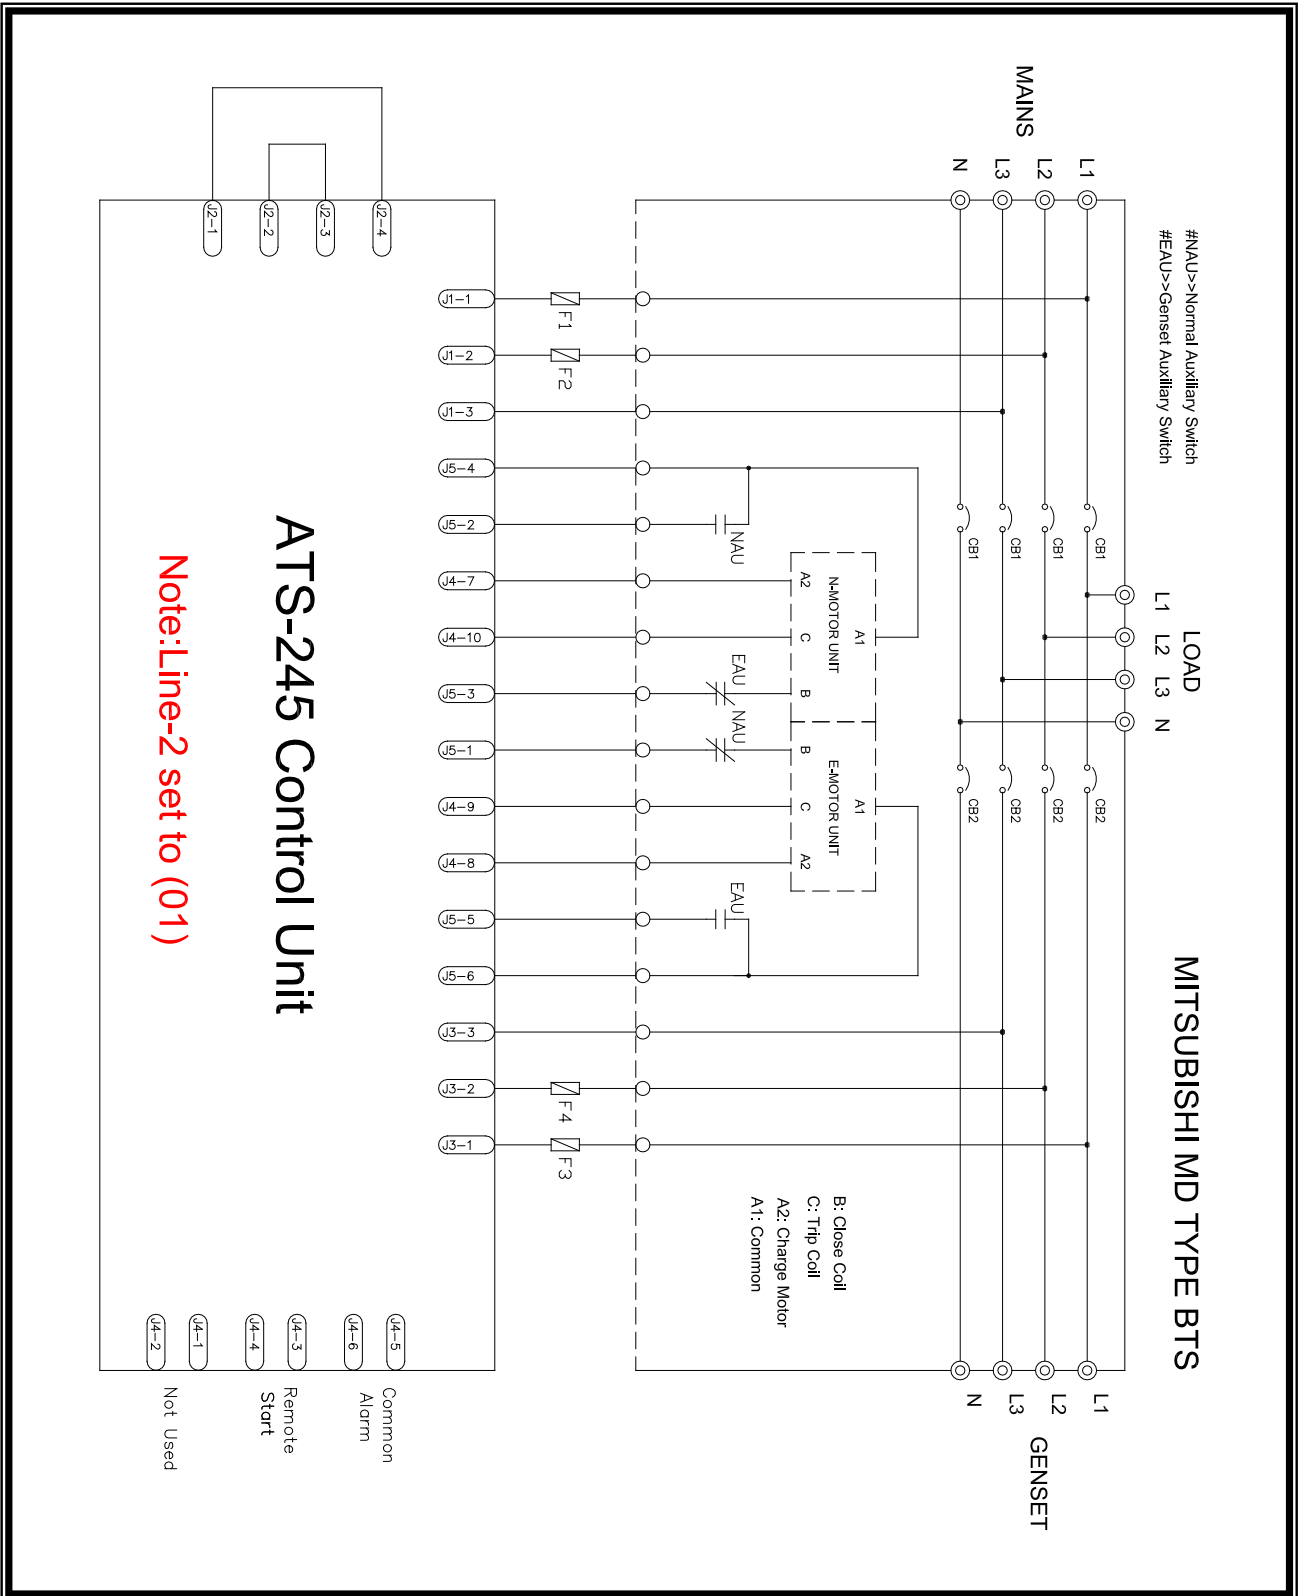 MITSUBISHI MD TYPE BTS
#NAU>>Normal Auxiliary Switch
#EAU>>Genset Auxiliary Switch
LOAD
L1 L2 L3 N
MAINS
L1
L2
L3
N
CB1
CB1
CB1
CB1
CB2
CB2
CB2
CB2
L1
L2
L3
N
GENSET
A1
N-MOTOR UNIT
A2 C B
A1
E-MOTOR UNIT
B C A2
NAU
EAU
NAU
EAU
B: Close Coil
C: Trip Coil
A2: Charge Motor
A1: Common
F1
F2
F4
F3
J1-1
J1-2
J1-3
J5-4
J5-2
J4-7
J4-10
J5-3
J5-1
J4-9
J4-8
J5-5
J5-6
J3-3
J3-2
J3-1
J2-4
J2-3
J2-2
J2-1
ATS-245 Control Unit
Note:Line-2 set to (01)
J4-5
J4-6
J4-3
J4-4
J4-1
J4-2
Common
Alarm
Remote
Start
Not Used